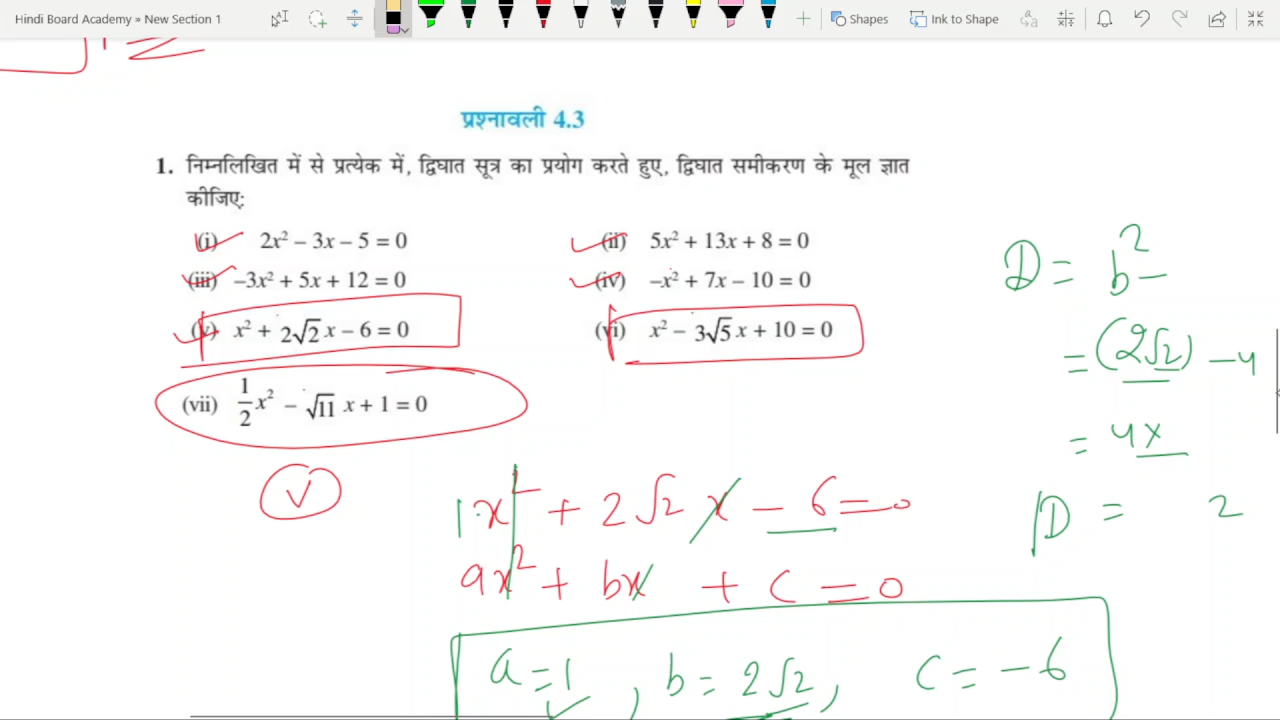 Hindi Board Academy » New Section 1
Shapes
Ink to Shape
प्रश्नावली 4.3
1. निम्नलिखित में से प्रत्येक में, द्विघात सूत्र का प्रयोग करते हुए, द्विघात समीकरण के मूल ज्ञात
कीजिए:
(i) 2x² – 3x – 5 = 0
(ii) 5x² + 13x + 8 = 0
(iii) –3x² + 5x + 12 = 0
(iv) –x² + 7x – 10 = 0
(v) x² + 2√2 x – 6 = 0
(vi) x² – 3√5 x + 10 = 0
(vii) 1/2 x² – √11 x + 1 = 0
D = b² –
= (2√2) – 4
= 4x
D = 2
V
1x² + 2√2 x – 6 = 0
ax² + bx + c = 0
a = 1 , b = 2√2 , c = –6